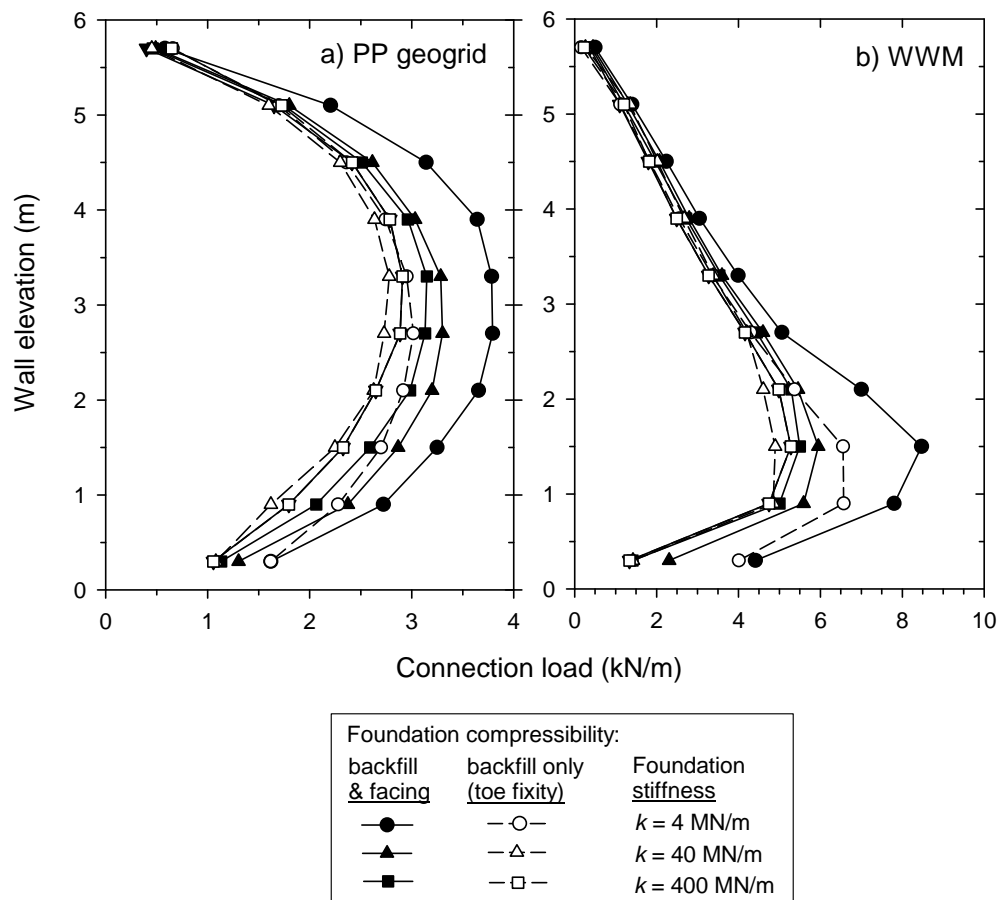 a) PP geogrid
b) WWM
6
5
4
3
2
1
0
Wall elevation (m)
6
5
4
3
2
1
0
0
1
2
3
4
0
2
4
6
8
10
Connection load (kN/m)
Foundation compressibility:
backfill & facing
backfill only (toe fixity)
Foundation stiffness
k = 4 MN/m
k = 40 MN/m
k = 400 MN/m